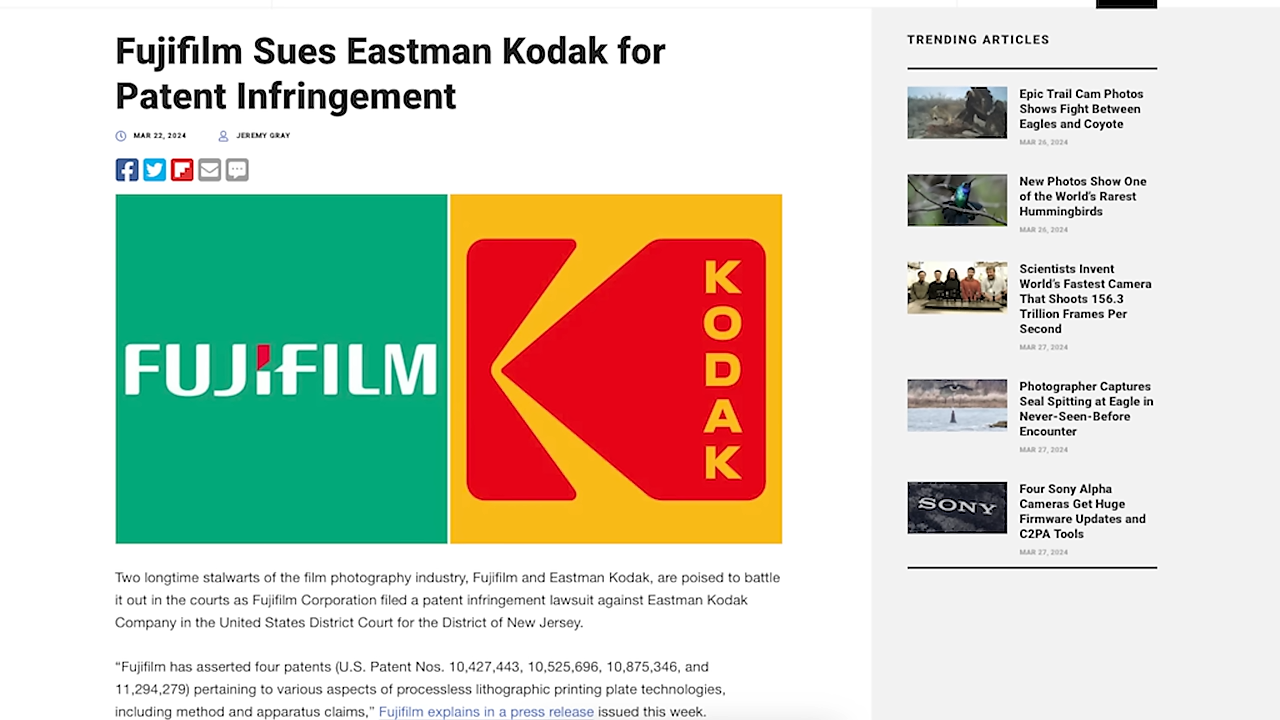 Fujifilm Sues Eastman Kodak for
Patent Infringement
MAR 22, 2024
JEREMY GRAY
FUJIFILM
KODAK
Two longtime stalwarts of the film photography industry, Fujifilm and Eastman Kodak, are poised to battle
it out in the courts as Fujifilm Corporation filed a patent infringement lawsuit against Eastman Kodak
Company in the United States District Court for the District of New Jersey.
“Fujifilm has asserted four patents (U.S. Patent Nos. 10,427,443, 10,525,696, 10,875,346, and
11,294,279) pertaining to various aspects of processless lithographic printing plate technologies,
including method and apparatus claims,” Fujifilm explains in a press release issued this week.
TRENDING ARTICLES
Epic Trail Cam Photos
Shows Fight Between
Eagles and Coyote
MAR 26, 2024
New Photos Show One
of the World's Rarest
Hummingbirds
MAR 26, 2024
Scientists Invent
World's Fastest Camera
That Shoots 156.3
Trillion Frames Per
Second
MAR 27, 2024
Photographer Captures
Seal Spitting at Eagle in
Never-Seen-Before
Encounter
MAR 27, 2024
SONY
Four Sony Alpha
Cameras Get Huge
Firmware Updates and
C2PA Tools
MAR 27, 2024